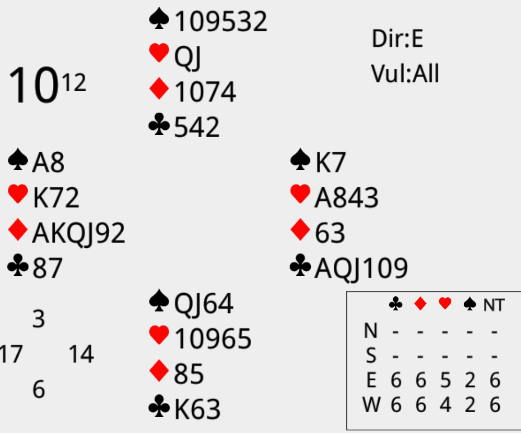 ♠109532
♥QJ
♦1074
♣542
Dir:E
Vul:All
10 12
♠A8
♥K72
♦AKQJ92
♣87
♠K7
♥A843
♦63
♣AQJ109
♠QJ64
♥10965
♦85
♣K63
3
17 14
6
♣ ♦ ♥ ♠ NT
N - - - - -
S - - - - -
E 6 6 5 2 6
W 6 6 4 2 6